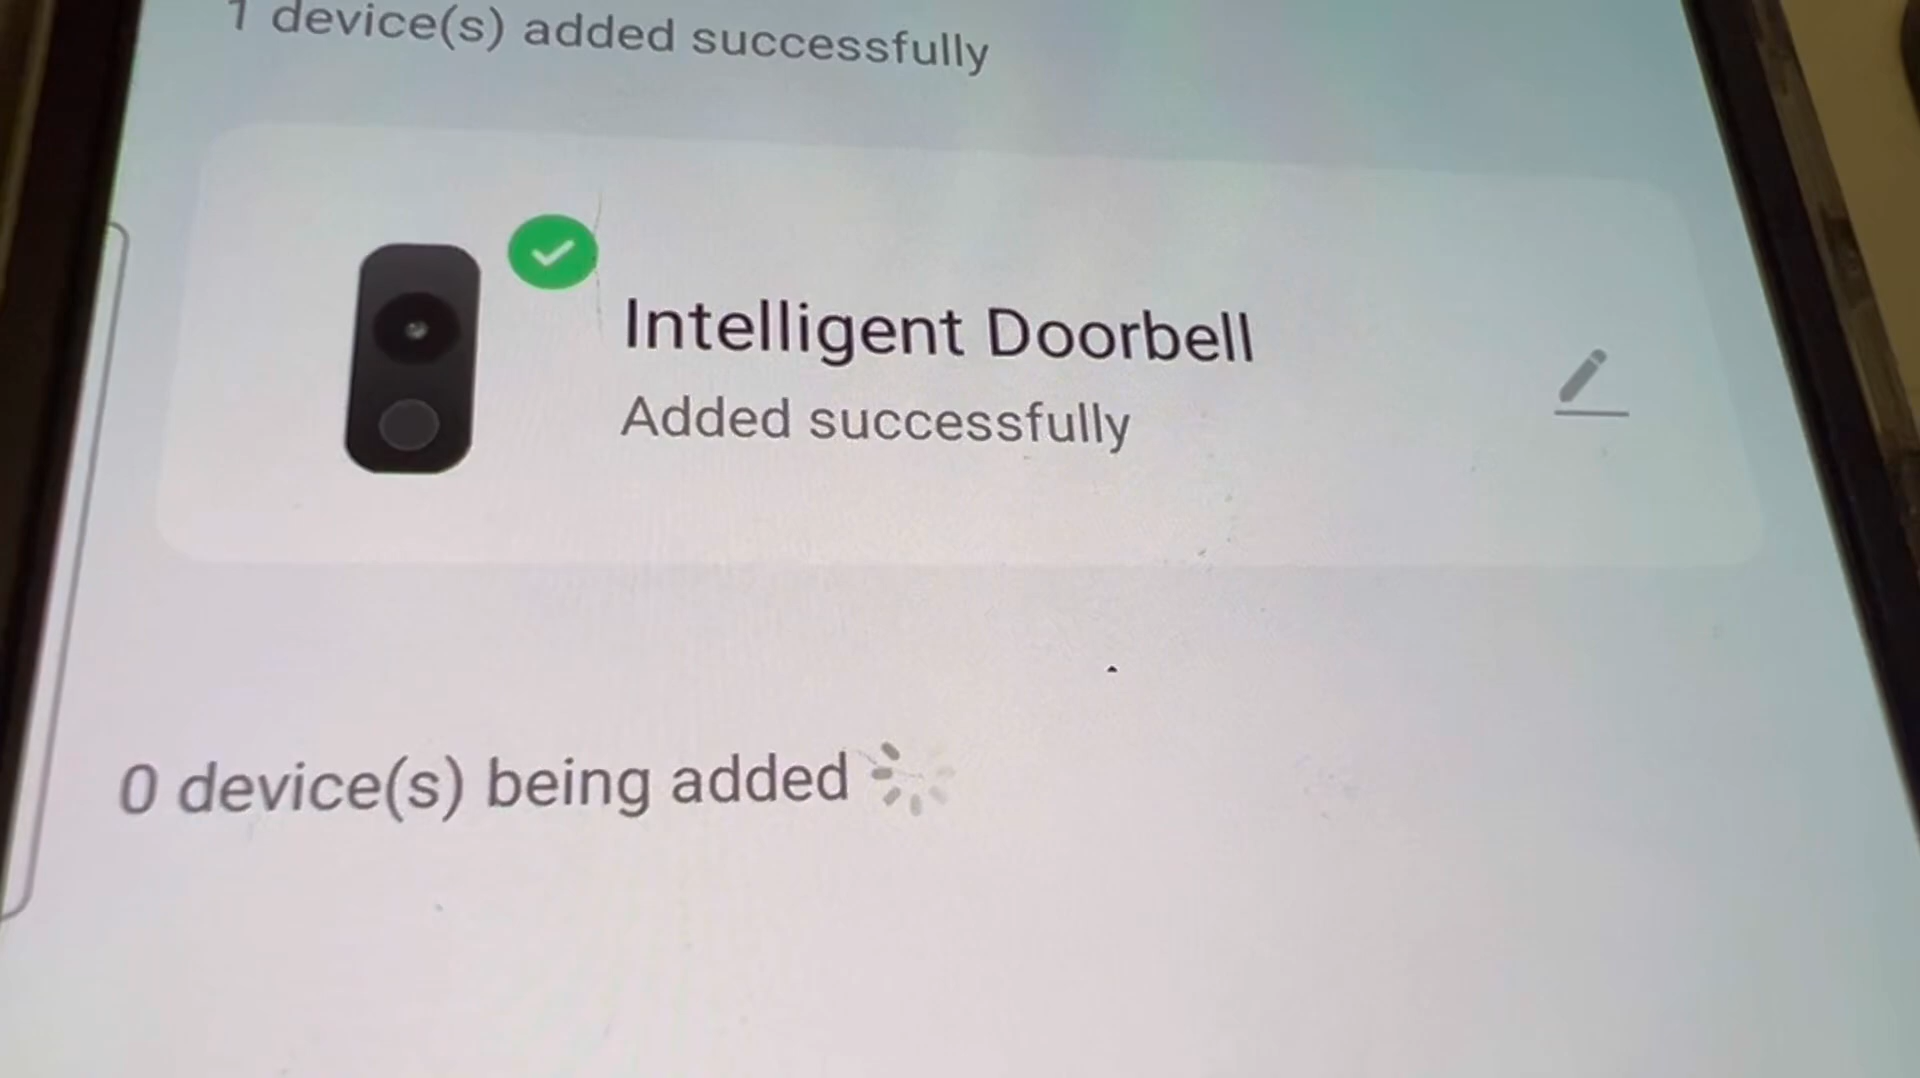 1 device(s) added successfully
Intelligent Doorbell
Added successfully
0 device(s) being added